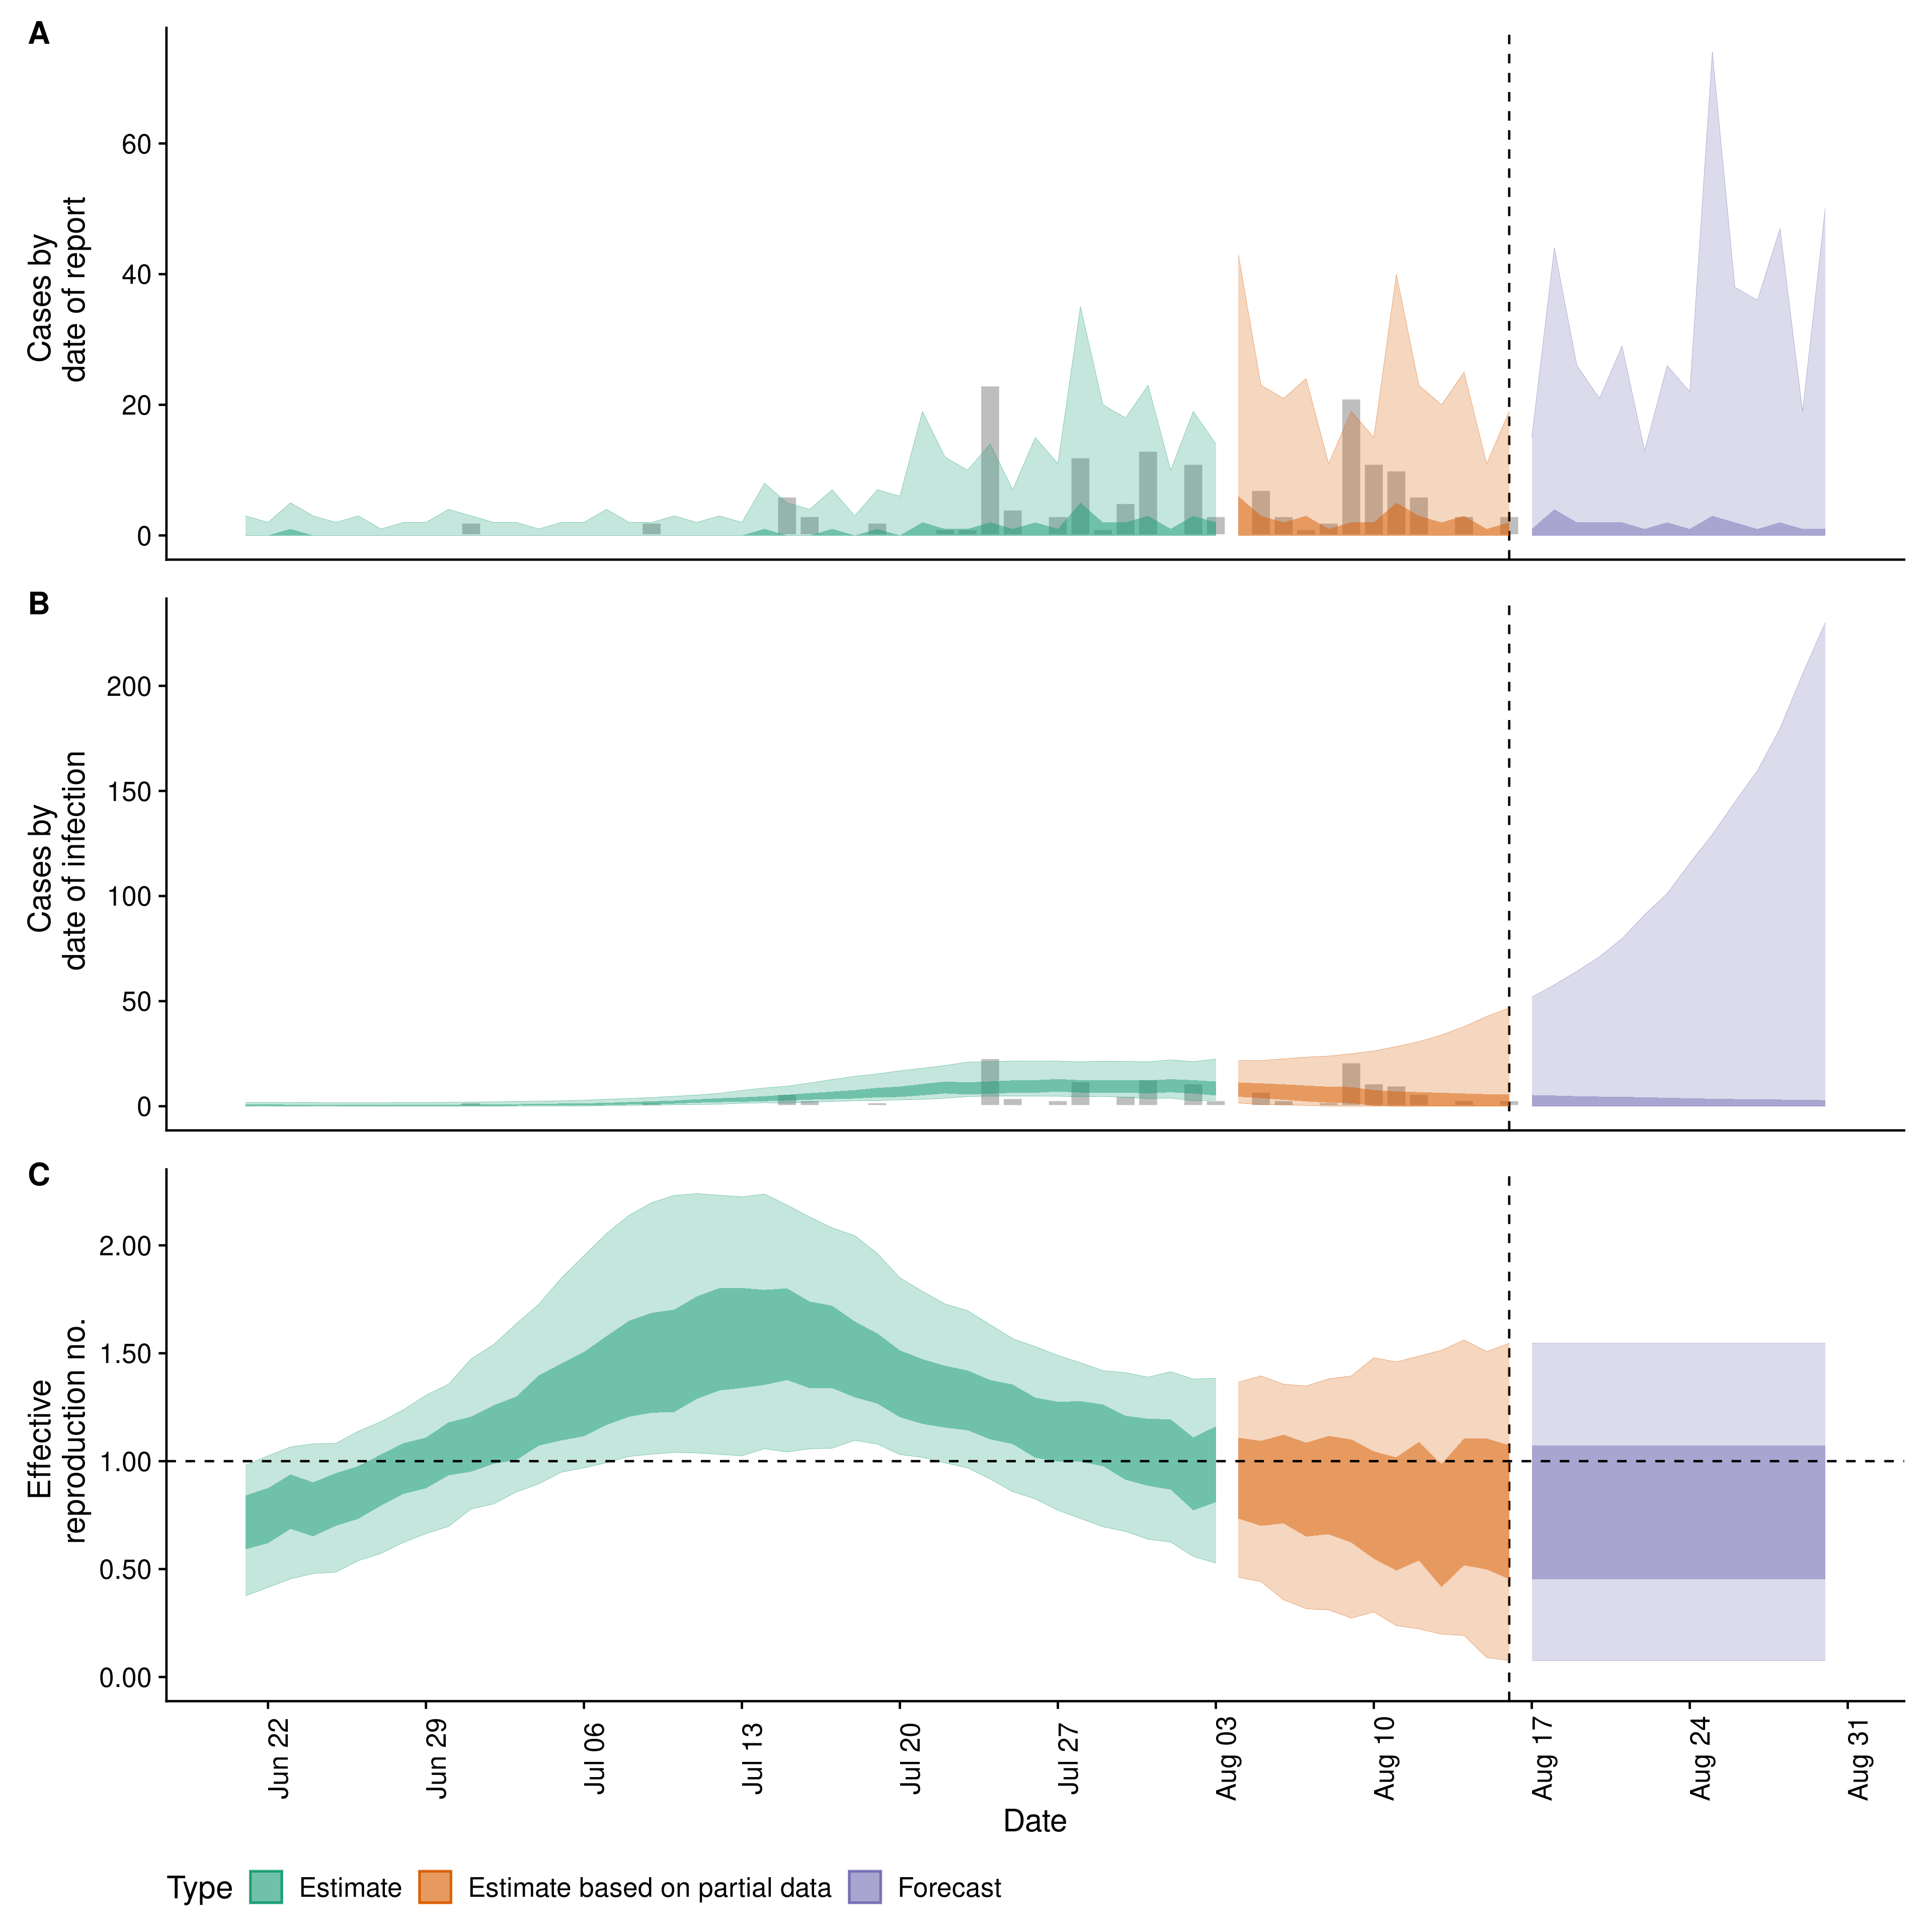 A
Cases by
date of report
60
40
20
0
B
Cases by
date of infection
200
150
100
50
0
C
Effective
reproduction no.
2.00
1.50
1.00
0.50
0.00
Jun 22
Jun 29
Jul 06
Jul 13
Jul 20
Jul 27
Aug 03
Aug 10
Aug 17
Aug 24
Aug 31
Date
Type Estimate Estimate based on partial data Forecast